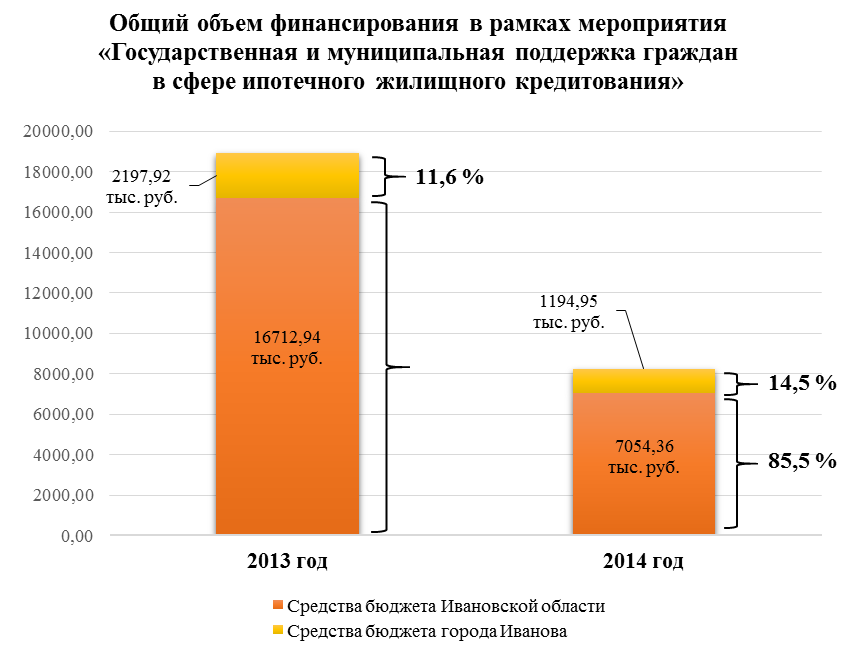 Общий объем финансирования в рамках мероприятия
«Государственная и муниципальная поддержка граждан
в сфере ипотечного жилищного кредитования»
20000,00
18000,00
16000,00
14000,00
12000,00
10000,00
8000,00
6000,00
4000,00
2000,00
0,00
2197,92
тыс. руб.
11,6 %
16712,94
тыс. руб.
1194,95
тыс. руб.
14,5 %
7054,36
тыс. руб.
85,5 %
2013 год
2014 год
Средства бюджета Ивановской области
Средства бюджета города Иванова